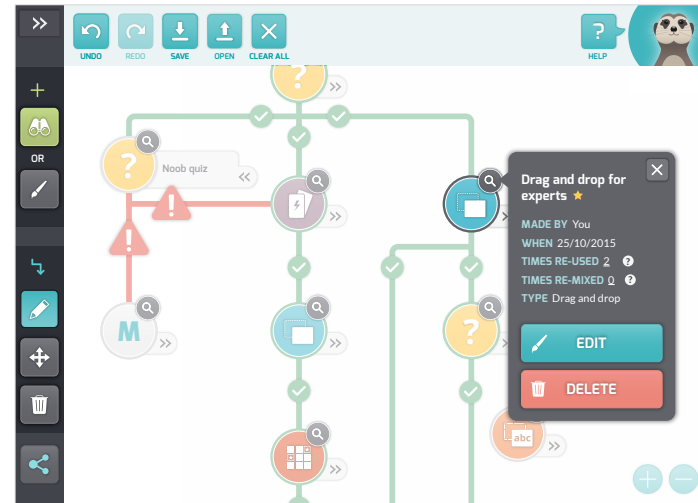 UNDO
REDO
SAVE
OPEN
CLEAR ALL
?
HELP
?
OR
?
Noob quiz
!
!
M
?
abc
Drag and drop for
experts
MADE BY You
WHEN 25/10/2015
TIMES RE-USED 2 ?
TIMES RE-MIXED 0 ?
TYPE Drag and drop
EDIT
DELETE